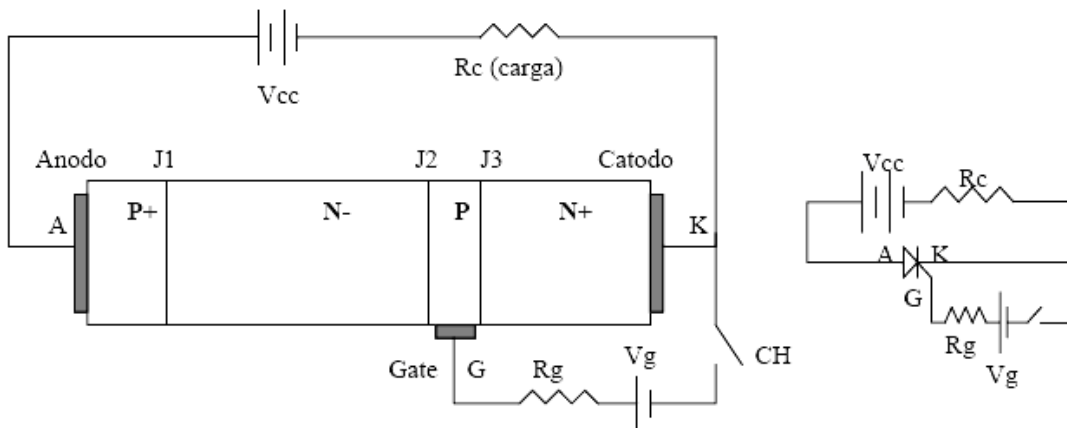 Vcc
Rc (carga)
Anodo
J1
J2
J3
Catodo
A
P+
N-
P
N+
K
Gate
G
Rg
Vg
CH
Vcc
Rc
A
K
G
Rg
Vg